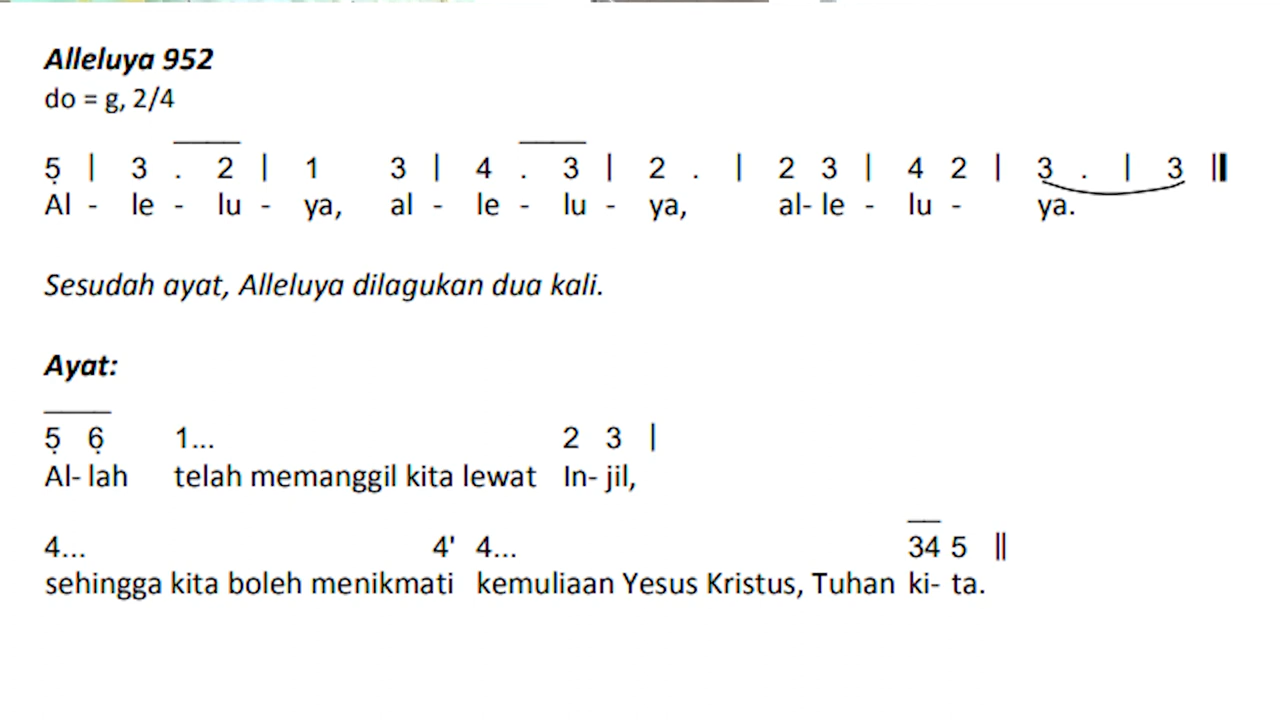 Alleluya 952
do = g, 2/4
5̣ | 3 . 2 | 1 3 | 4 . 3 | 2 . | 2 3 | 4 2 | 3 . | 3 ||
Al - le - lu - ya, al - le - lu - ya, al- le - lu - ya.
Sesudah ayat, Alleluya dilagukan dua kali.
Ayat:
5̣ 6̣ 1... 2 3 |
Al- lah telah memanggil kita lewat In- jil,
4... 4' 4... 34 5 ||
sehingga kita boleh menikmati kemuliaan Yesus Kristus, Tuhan ki- ta.